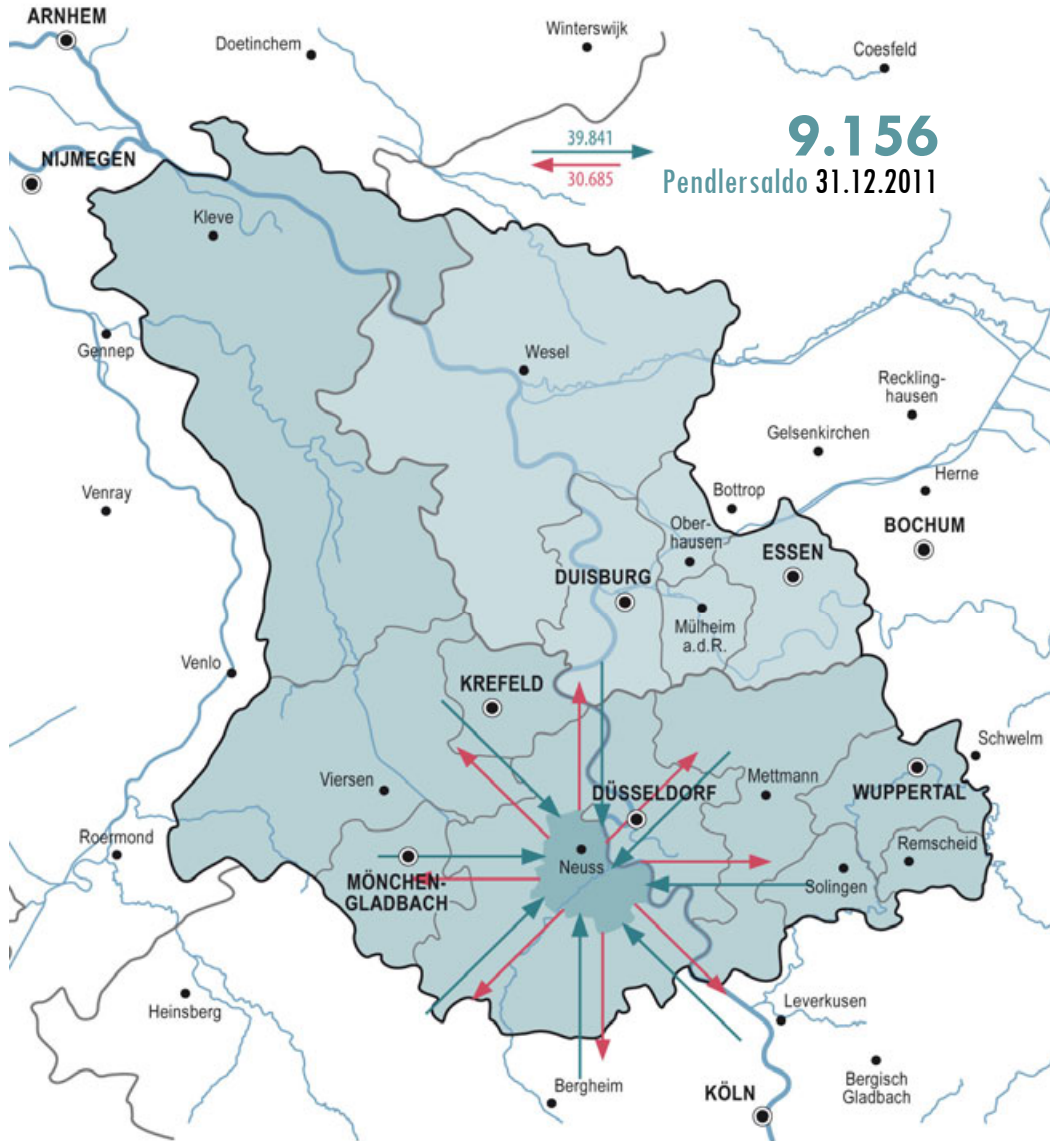 ARNHEM
Doetinchem
Winterswijk
Coesfeld
39.841
30.685
9.156
Pendlersaldo 31.12.2011
NIJMEGEN
Kleve
Gennep
Wesel
Reckling-
hausen
Gelsenkirchen
Herne
Venray
Bottrop
BOCHUM
Ober-
hausen
ESSEN
DUISBURG
Mülheim
a.d.R.
Venlo
KREFELD
Schwelm
Viersen
Mettmann
DÜSSELDORF
WUPPERTAL
Roermond
Remscheid
Neuss
Solingen
MÖNCHEN-
GLADBACH
Heinsberg
Leverkusen
Bergheim
KÖLN
Bergisch
Gladbach